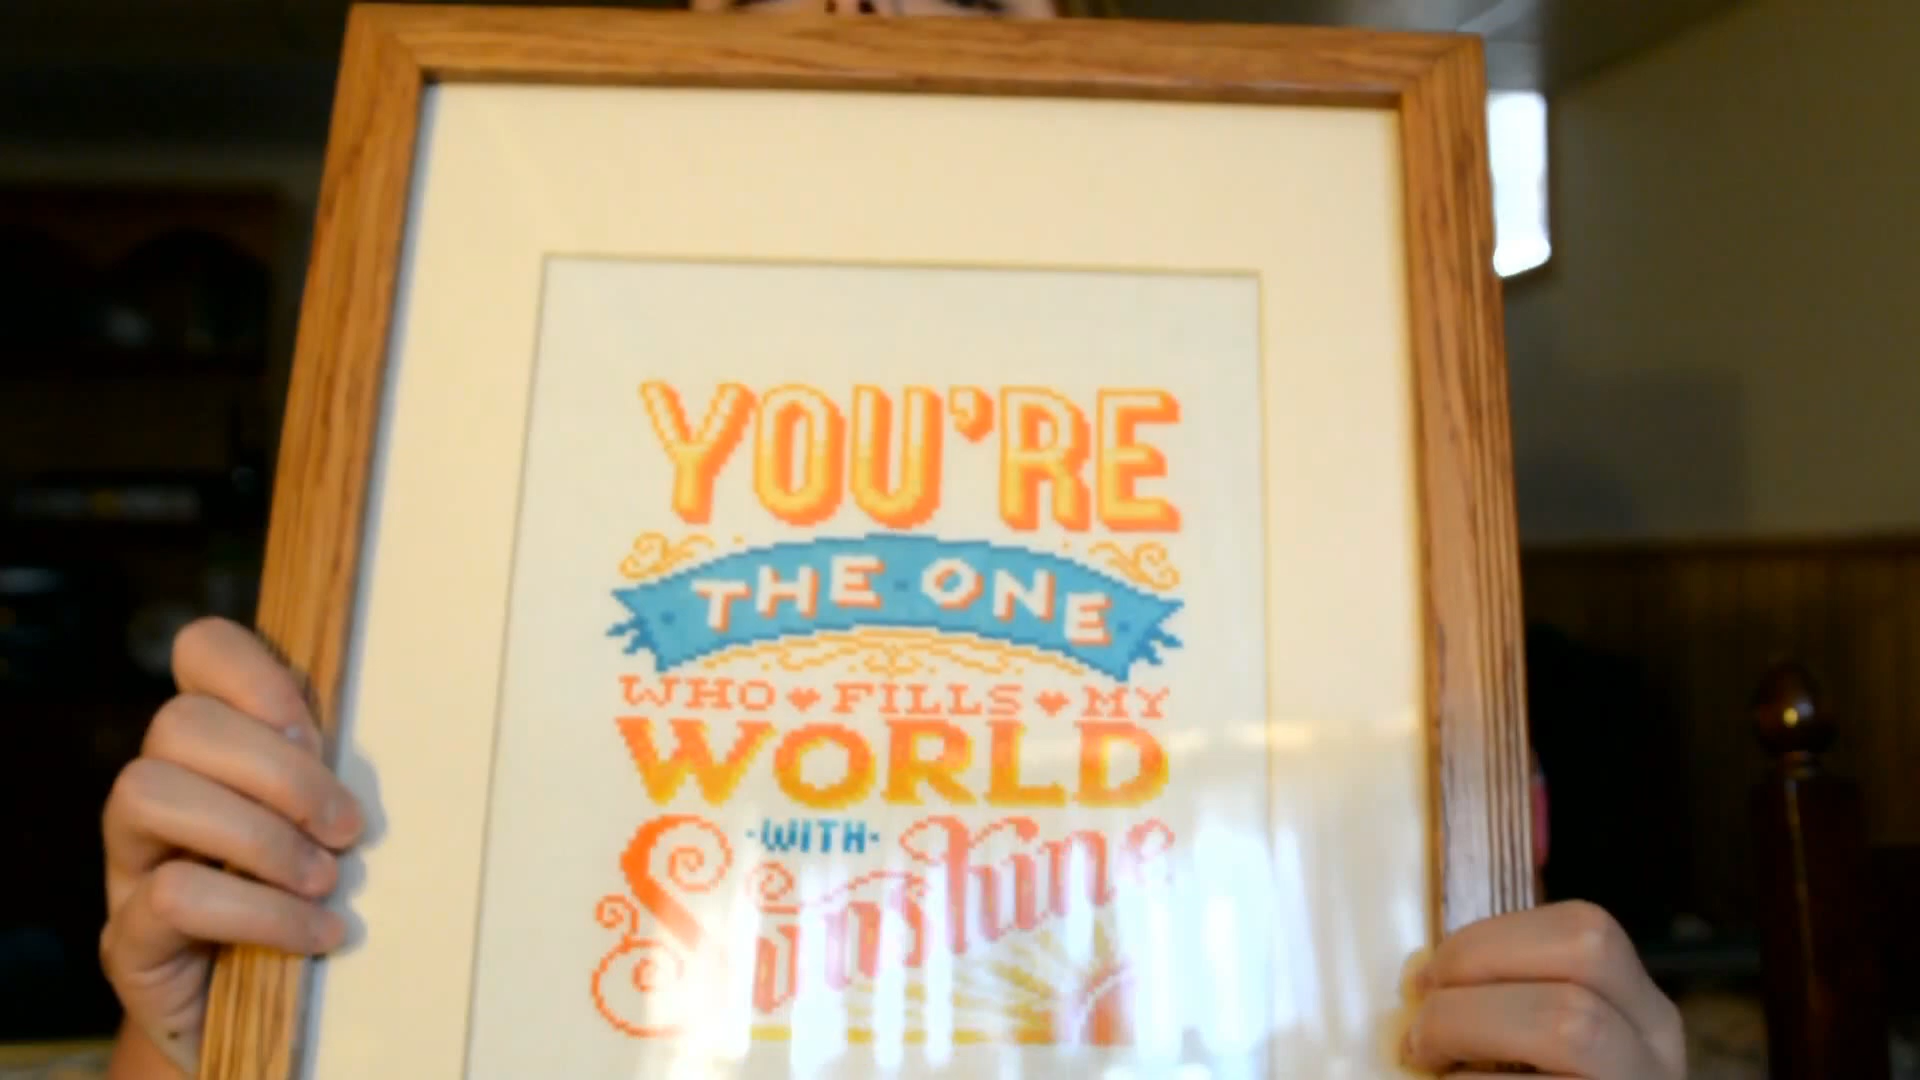 YOU'RE
THE ONE
WHO ♥ FILLS ♥ MY
WORLD
·WITH·
Sunshine